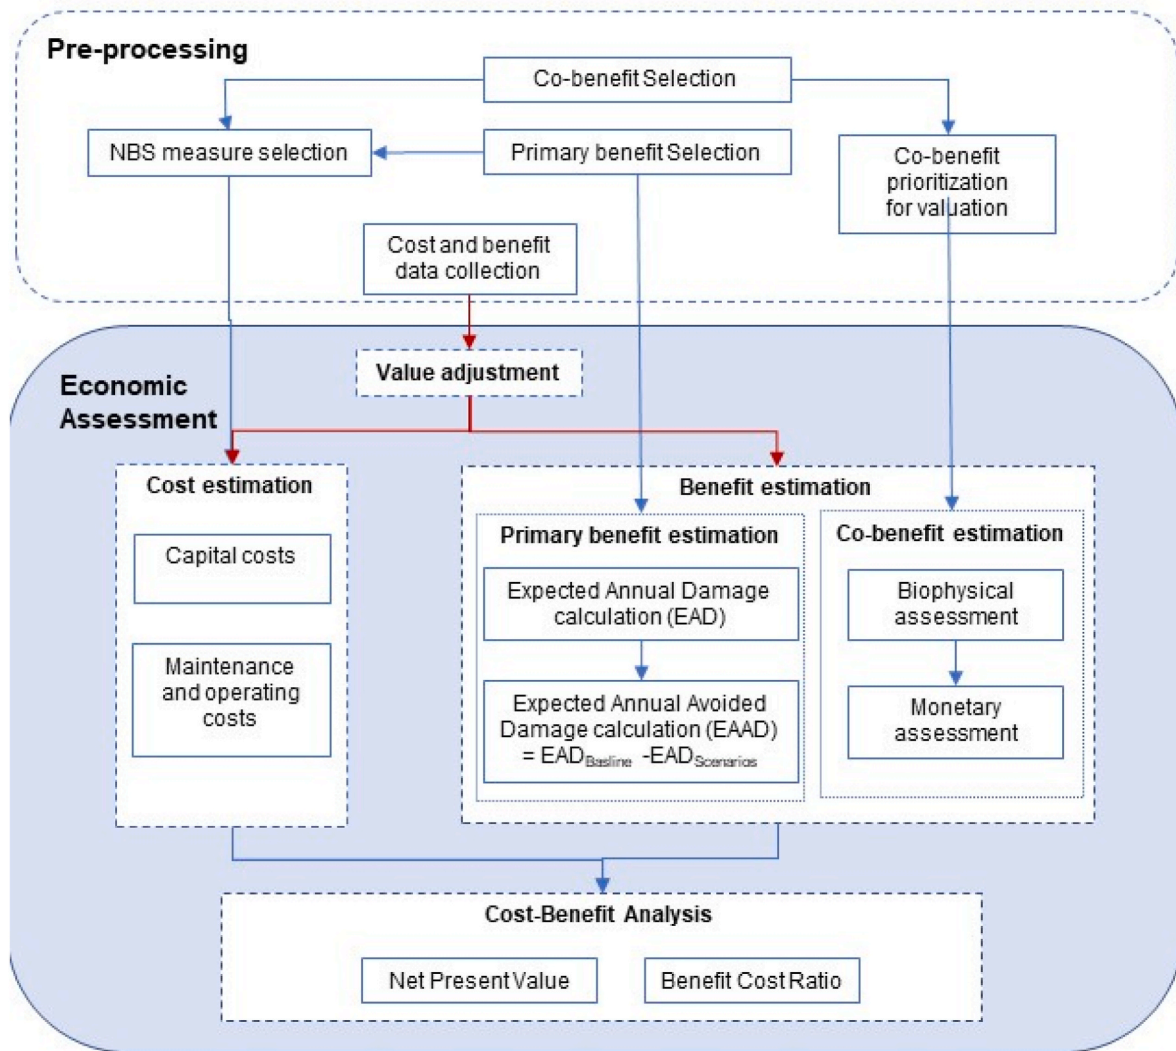 Pre-processing
Co-benefit Selection
NBS measure selection
Primary benefit Selection
Co-benefit
prioritization
for valuation
Cost and benefit
data collection
Economic
Assessment
Value adjustment
Cost estimation
Capital costs
Maintenance
and operating
costs
Benefit estimation
Primary benefit estimation
Expected Annual Damage
calculation (EAD)
Expected Annual Avoided
Damage calculation (EAAD)
= EADBasline -EADScenarios
Co-benefit estimation
Biophysical
assessment
Monetary
assessment
Cost-Benefit Analysis
Net Present Value
Benefit Cost Ratio